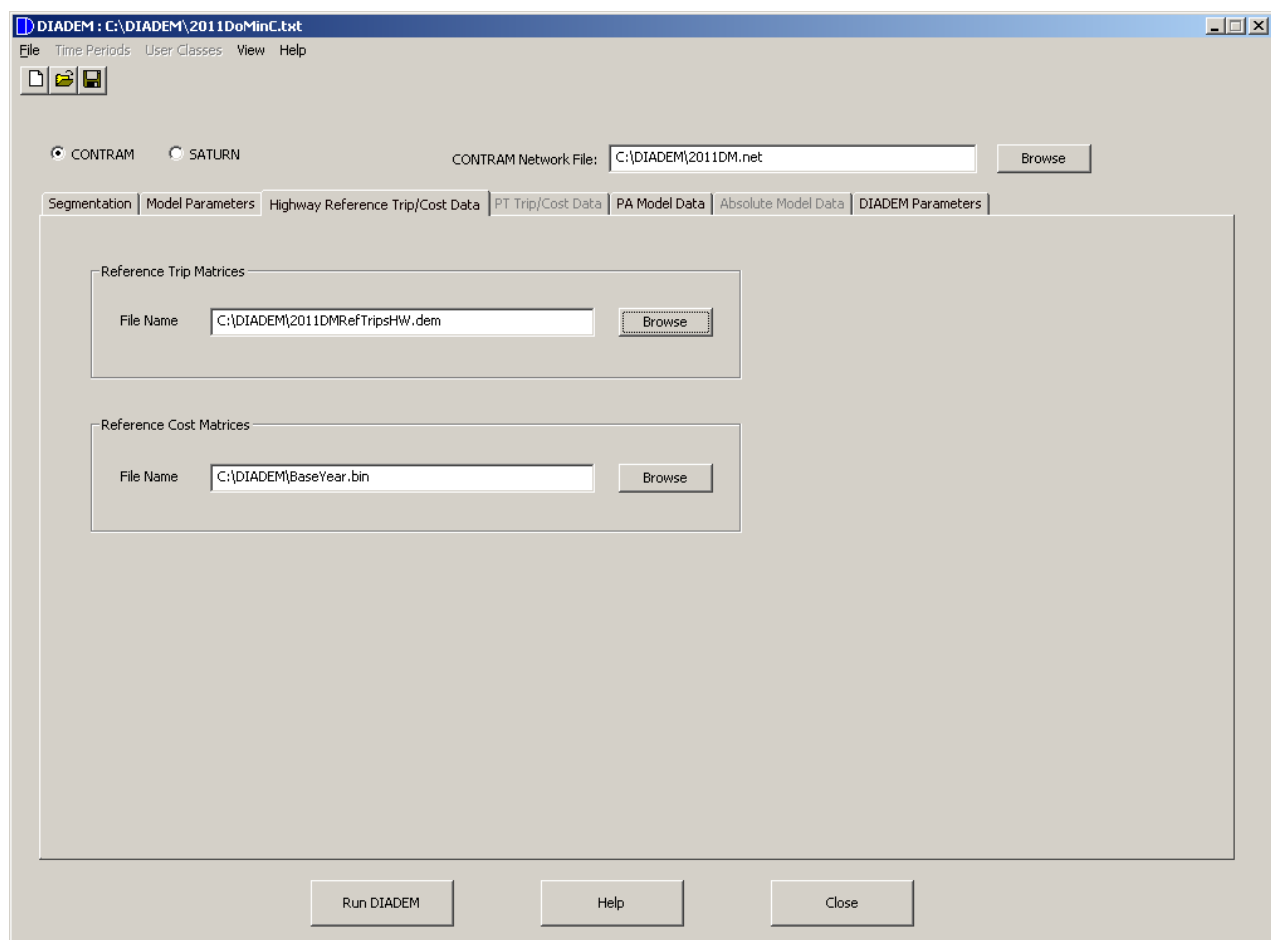 DIADEM : C:\DIADEM\2011DoMinC.txt
File Time Periods User Classes View Help
CONTRAM SATURN CONTRAM Network File: C:\DIADEM\2011DM.net Browse
Segmentation Model Parameters Highway Reference Trip/Cost Data PT Trip/Cost Data PA Model Data Absolute Model Data DIADEM Parameters
Reference Trip Matrices
File Name C:\DIADEM\2011DMRefTripsHW.dem Browse
Reference Cost Matrices
File Name C:\DIADEM\BaseYear.bin Browse
Run DIADEM Help Close